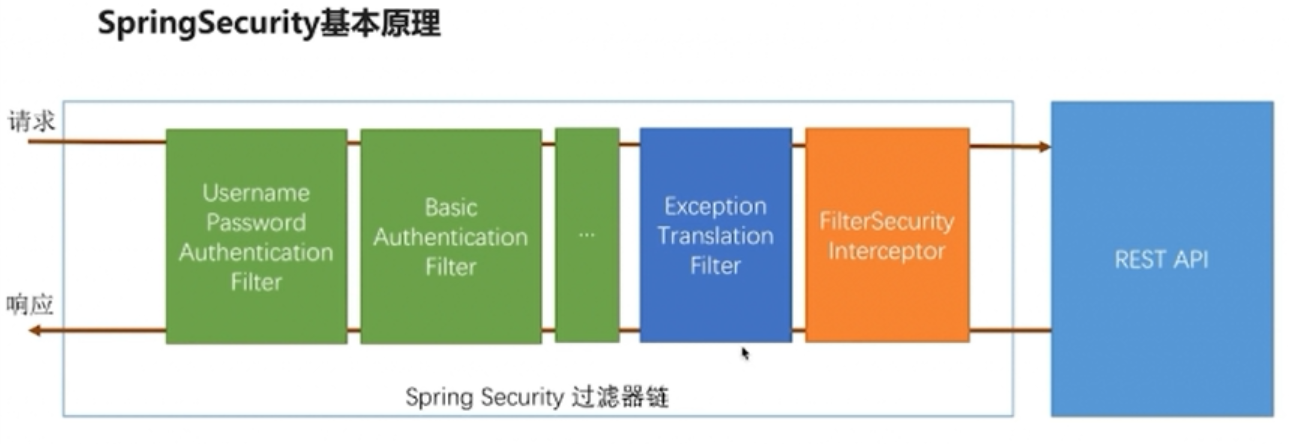 SpringSecurity基本原理
请求
Username
Password
Authentication
Filter
Basic
Authentication
Filter
...
Exception
Translation
Filter
FilterSecurity
Interceptor
REST API
响应
Spring Security 过滤器链